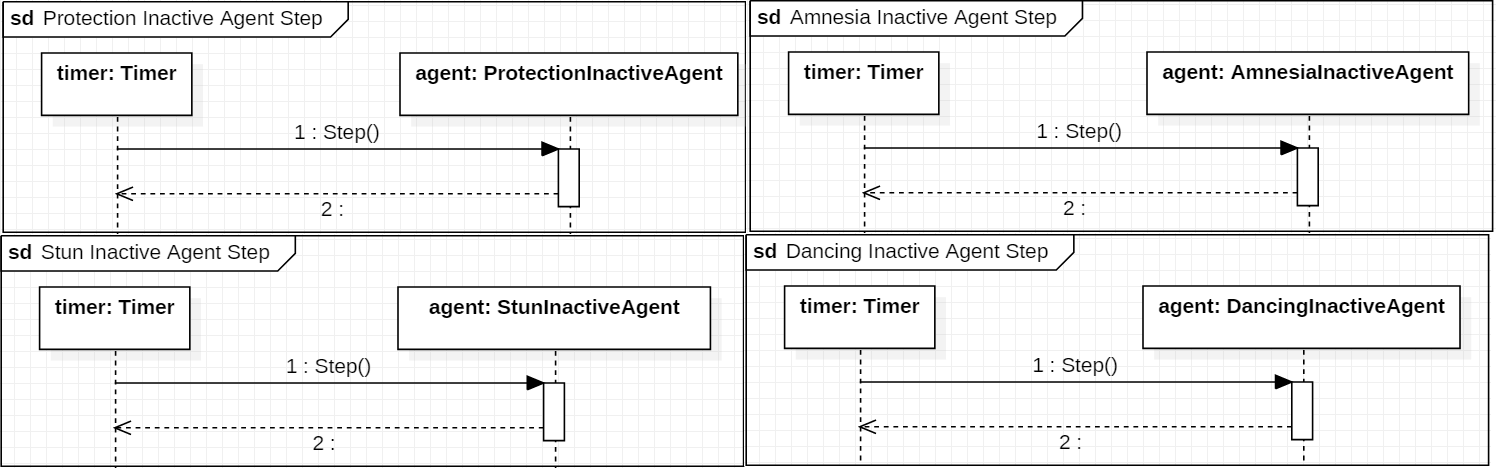 sd Protection Inactive Agent Step
timer: Timer
agent: ProtectionInactiveAgent
1 : Step()
2 :
sd Amnesia Inactive Agent Step
timer: Timer
agent: AmnesiaInactiveAgent
1 : Step()
2 :
sd Stun Inactive Agent Step
timer: Timer
agent: StunInactiveAgent
1 : Step()
2 :
sd Dancing Inactive Agent Step
timer: Timer
agent: DancingInactiveAgent
1 : Step()
2 :